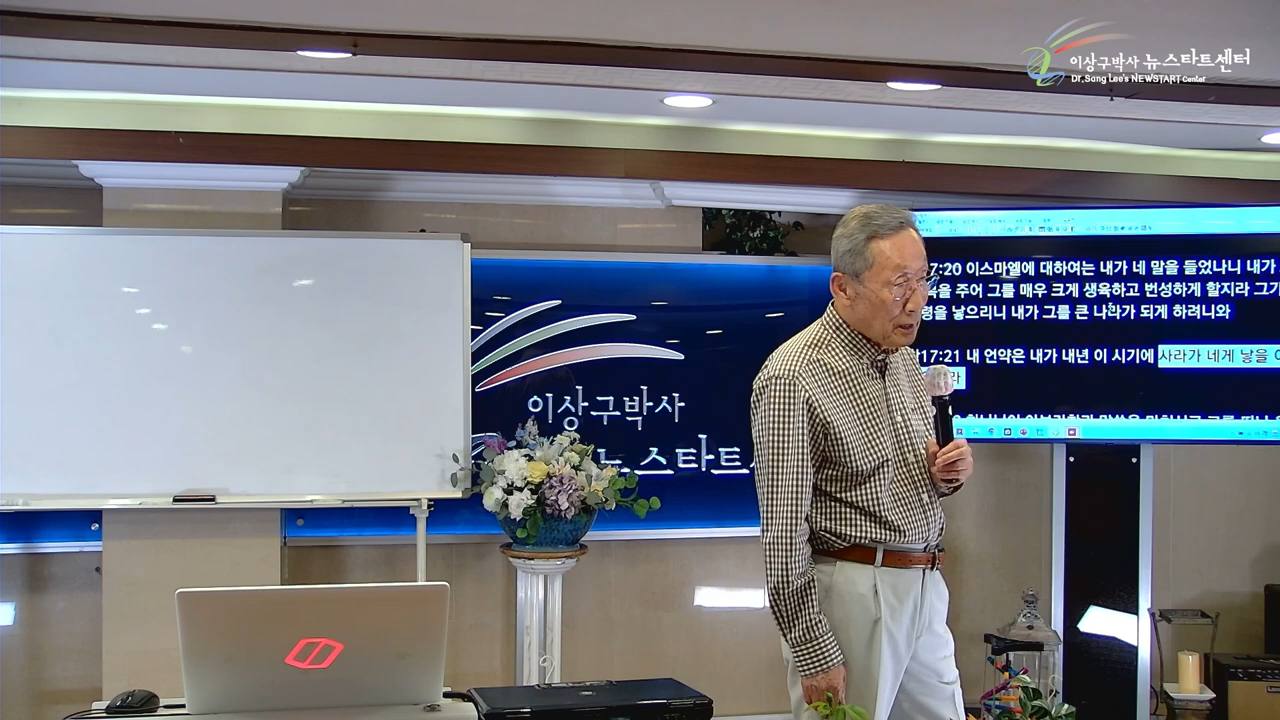 이상구박사 뉴스타트센터
Dr. Sang Lee's NEWSTART Center
17:20 이스마엘에 대하여는 내가 네 말을 들었나니 내가
복을 주어 그를 매우 크게 생육하고 번성하게 할지라 그가
령을 낳으리니 내가 그를 큰 나라가 되게 하려니와
17:21 내 언약은 내가 내년 이 시기에 사라가 네게 낳을
라
이상구박사
뉴스타트